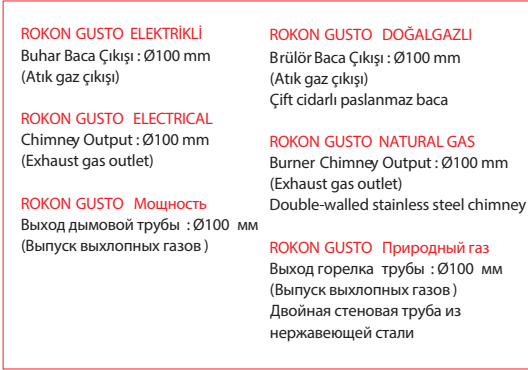 ROKON GUSTO ELEKTRİKLİ
Buhar Baca Çıkışı : Ø100 mm
(Atık gaz çıkışı)
ROKON GUSTO ELECTRICAL
Chimney Output : Ø100 mm
(Exhaust gas outlet)
ROKON GUSTO Мощность
Выход дымовой трубы : Ø100 мм
(Выпуск выхлопных газов )
ROKON GUSTO DOĞALGAZLI
Brülör Baca Çıkışı : Ø100 mm
(Atık gaz çıkışı)
Çift cidarlı paslanmaz baca
ROKON GUSTO NATURAL GAS
Burner Chimney Output : Ø100 mm
(Exhaust gas outlet)
Double-walled stainless steel chimney
ROKON GUSTO Природный газ
Выход горелка трубы : Ø100 мм
(Выпуск выхлопных газов )
Двойная стеновая труба из
нержавеющей стали